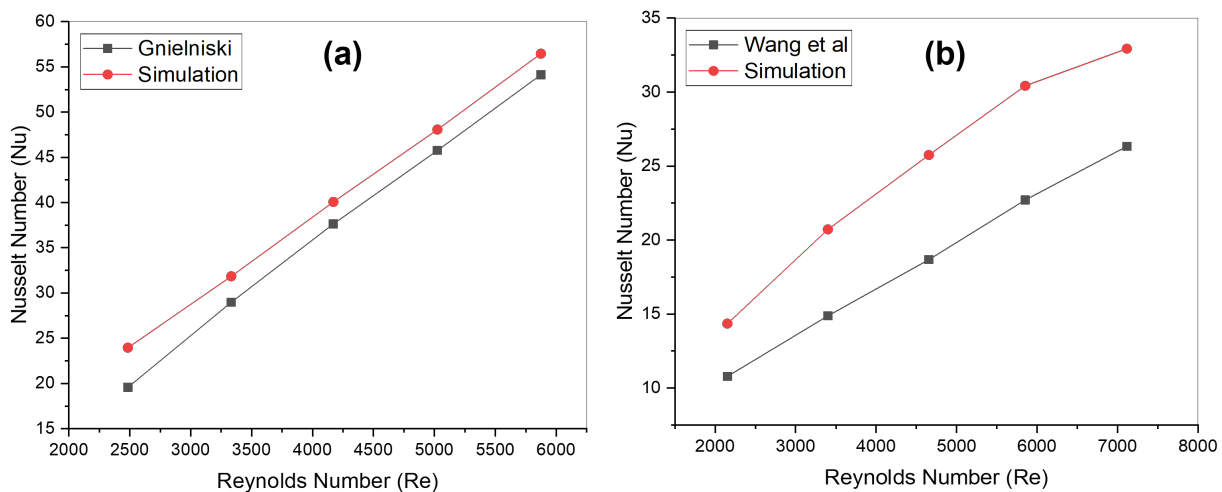 (a)
Gnielniski
Simulation
60
55
50
45
40
35
30
25
20
15
2000 2500 3000 3500 4000 4500 5000 5500 6000
Nusselt Number (Nu)
Reynolds Number (Re)
(b)
Wang et al
Simulation
35
30
25
20
15
10
2000 3000 4000 5000 6000 7000 8000
Nusselt Number (Nu)
Reynolds Number (Re)